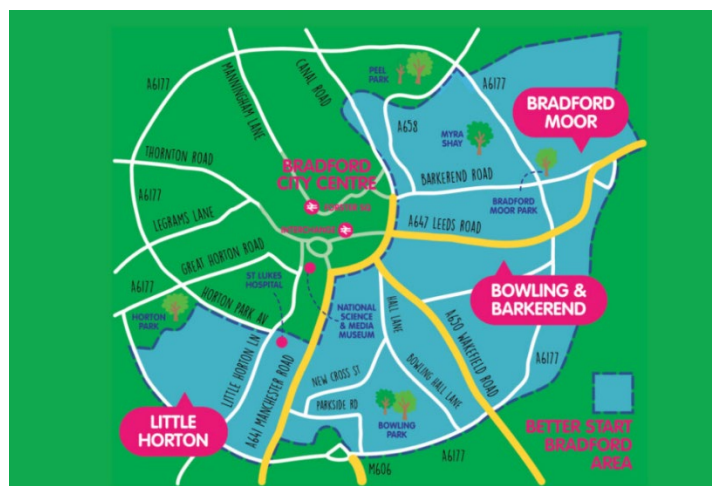 A6177
MANNINGHAM LANE
CANAL ROAD
PEEL
PARK
A6177
A6177
A658
MYRA
SHAY
BRADFORD
MOOR
THORNTON ROAD
BRADFORD
CITY CENTRE
BARKEREND ROAD
BRADFORD
MOOR PARK
A6177
LEGRAMS LANE
INTERCHANGE
A647 LEEDS ROAD
GREAT HORTON ROAD
A6177
ST LUKES
HOSPITAL
HORTON
PARK
HORTON PARK AV
NATIONAL
SCIENCE
& MEDIA
MUSEUM
HALL LANE
BOWLING &
BARKEREND
A650 WAKEFIELD ROAD
A6177
LITTLE HORTON LN
A641 MANCHESTER ROAD
NEW CROSS ST
PARKSIDE RD
BOWLING HALL LANE
BOWLING
PARK
LITTLE
HORTON
BETTER START
BRADFORD
AREA
M606
A6177